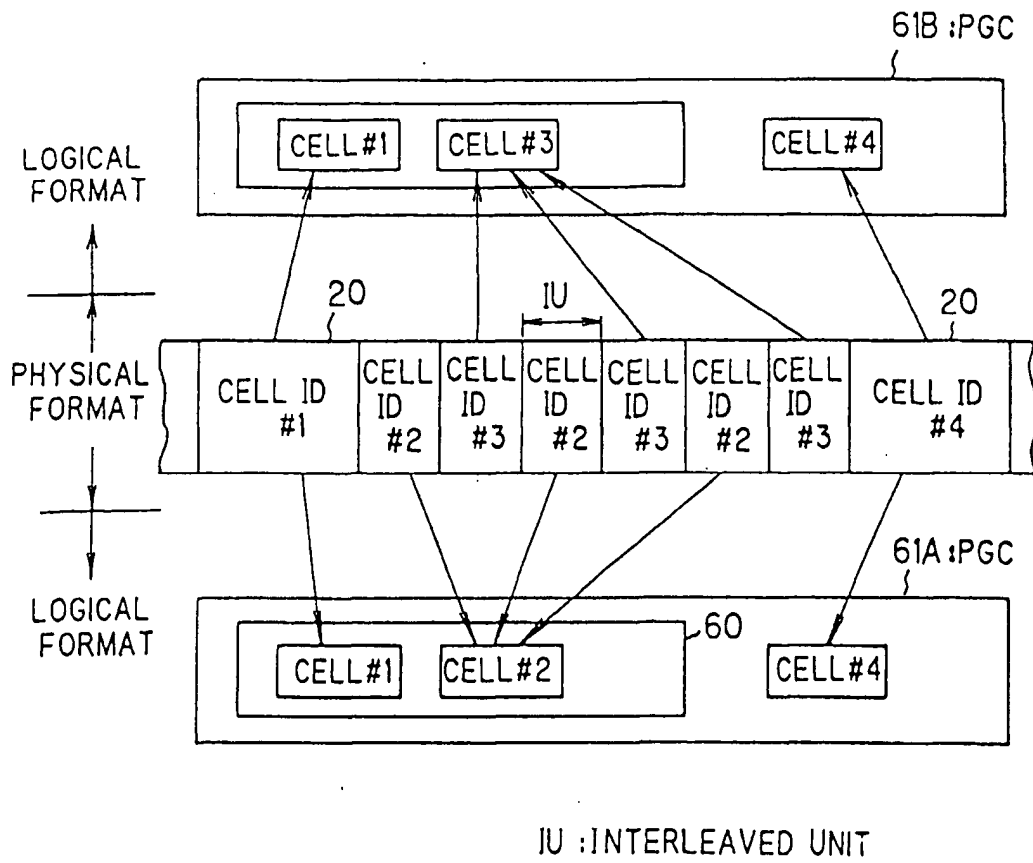 61B :PGC
CELL#1
CELL#3
CELL#4
LOGICAL
FORMAT
20
IU
20
PHYSICAL
FORMAT
CELL ID
#1
CELL
ID
#2
CELL
ID
#3
CELL
ID
#2
CELL
ID
#3
CELL
ID
#2
CELL
ID
#3
CELL ID
#4
61A :PGC
LOGICAL
FORMAT
60
CELL#1
CELL#2
CELL#4
IU :INTERLEAVED UNIT